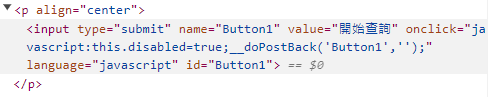 ▼<p align="center">
<input type="submit" name="Button1" value="開始查詢" onclick="ja
vascript:this.disabled=true;__doPostBack('Button1','');"
language="javascript" id="Button1"> == $0
</p>